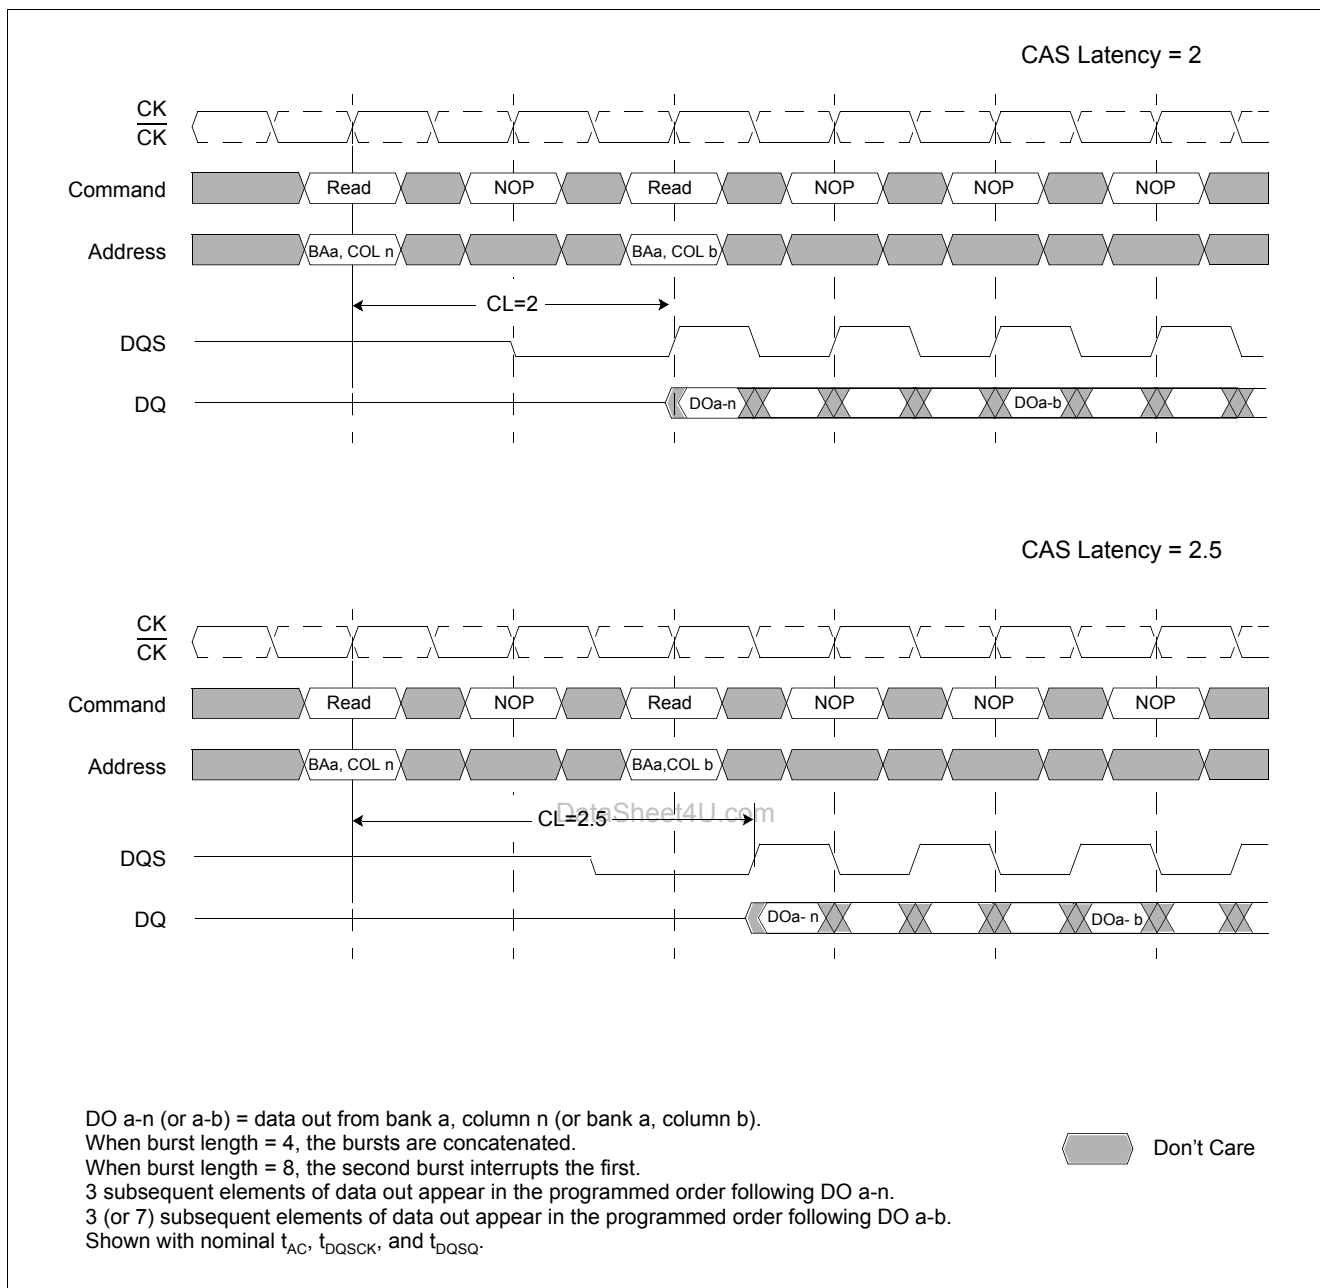 CAS Latency = 2
CK
CK
Command Read NOP Read NOP NOP NOP
Address BAa, COL n BAa, COL b
CL=2
DQS
DQ DOa-n DOa-b
CAS Latency = 2.5
CK
CK
Command Read NOP Read NOP NOP NOP
Address BAa, COL n BAa,COL b
DataSheet4U.com
CL=2.5
DQS
DQ DOa- n DOa- b
DO a-n (or a-b) = data out from bank a, column n (or bank a, column b).
When burst length = 4, the bursts are concatenated.
When burst length = 8, the second burst interrupts the first.
3 subsequent elements of data out appear in the programmed order following DO a-n.
3 (or 7) subsequent elements of data out appear in the programmed order following DO a-b.
Shown with nominal tAC, tDQSCK, and tDQSQ.
Don't Care